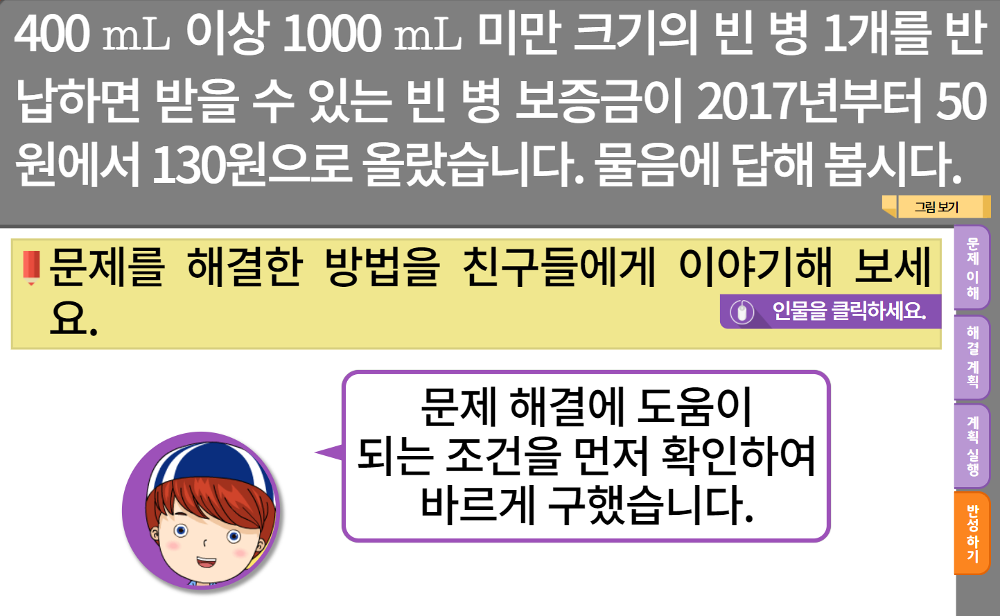 400 mL 이상 1000 mL 미만 크기의 빈 병 1개를 반
납하면 받을 수 있는 빈 병 보증금이 2017년부터 50
원에서 130원으로 올랐습니다. 물음에 답해 봅시다.
그림 보기
문제를 해결한 방법을 친구들에게 이야기해 보세
요.
인물을 클릭하세요.
문제 해결에 도움이
되는 조건을 먼저 확인하여
바르게 구했습니다.
문제 이해
해결 계획
계획 실행
반성하기